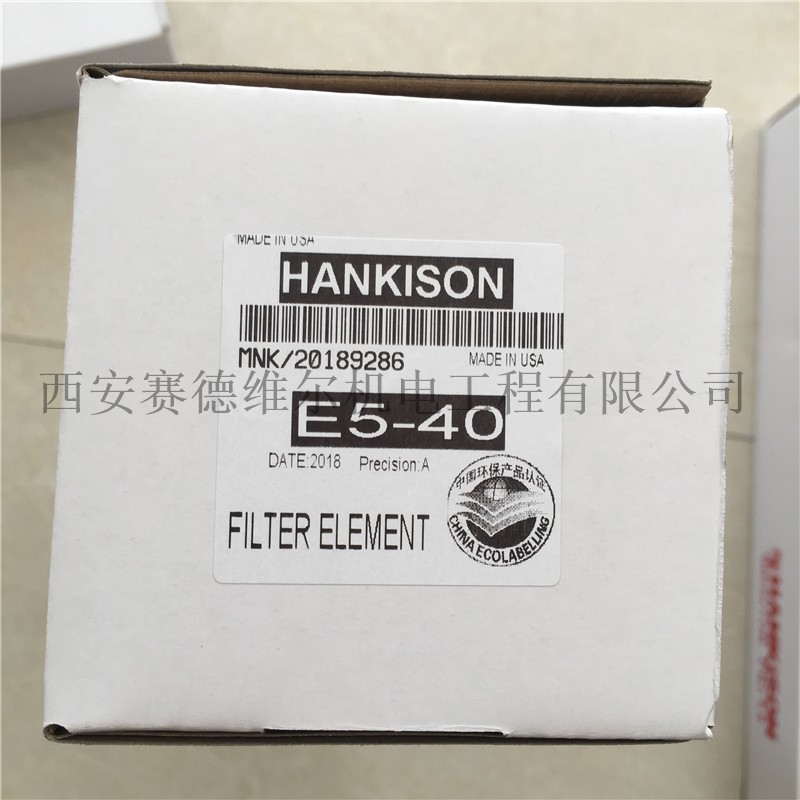 MADE IN USA
HANKISON
MNK/20189286
MADE IN USA
西安赛德维尔机电工程有限公司
E5-40
DATE:2018 Precision:A
FILTER ELEMENT
中国环保产品认证
CHINA ECOLABELLING
HANKISON